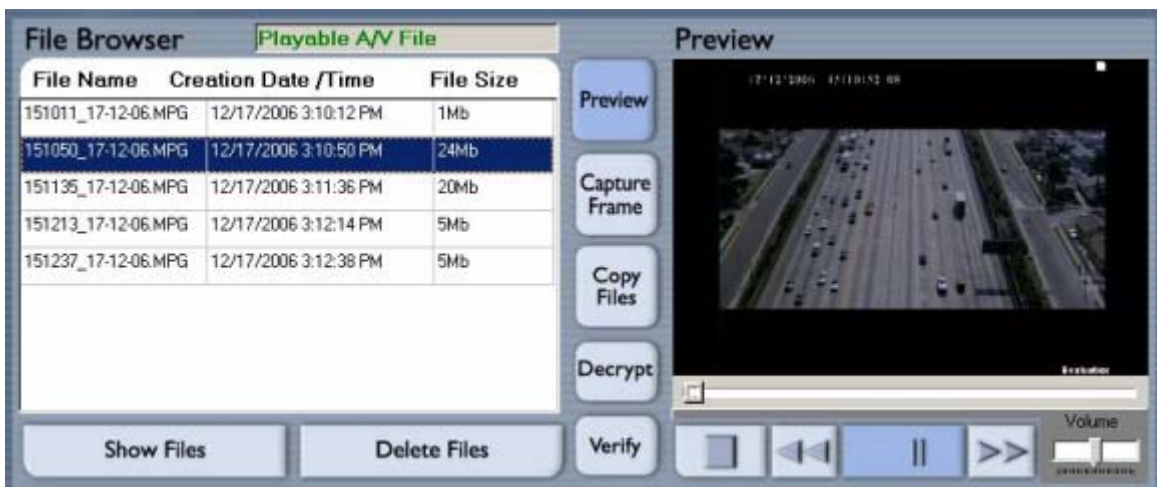 File Browser
Playable A/V File
File Name Creation Date /Time File Size
151011_17-12-06.MPG 12/17/2006 3:10:12 PM 1Mb
151050_17-12-06.MPG 12/17/2006 3:10:50 PM 24Mb
151135_17-12-06.MPG 12/17/2006 3:11:36 PM 20Mb
151213_17-12-06.MPG 12/17/2006 3:12:14 PM 5Mb
151237_17-12-06.MPG 12/17/2006 3:12:38 PM 5Mb
Show Files
Delete Files
Preview
Capture
Frame
Copy
Files
Decrypt
Verify
Preview
17*12*2006
Evaluation
Volume